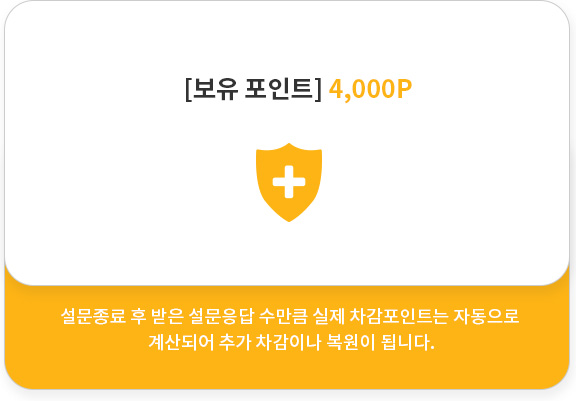 [보유 포인트] 4,000P
설문종료 후 받은 설문응답 수만큼 실제 차감포인트는 자동으로
계산되어 추가 차감이나 복원이 됩니다.